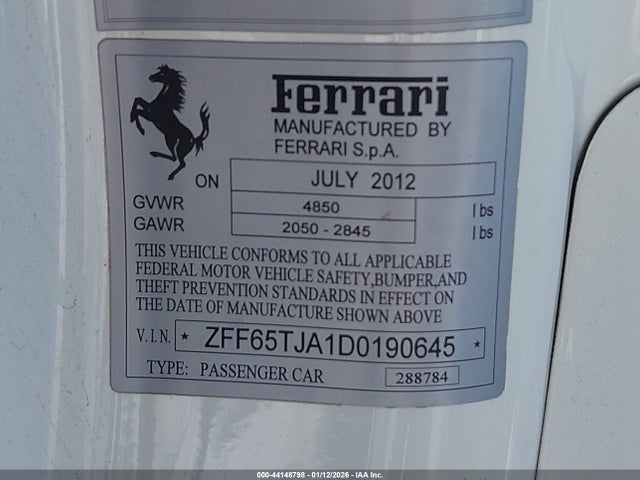 Ferrari
MANUFACTURED BY
FERRARI S.p.A.
ON JULY 2012
GVWR 4850 lbs
GAWR 2050 - 2845 lbs
THIS VEHICLE CONFORMS TO ALL APPLICABLE
FEDERAL MOTOR VEHICLE SAFETY,BUMPER,AND
THEFT PREVENTION STANDARDS IN EFFECT ON
THE DATE OF MANUFACTURE SHOWN ABOVE
V.I.N. * ZFF65TJA1D0190645 *
TYPE: PASSENGER CAR 288784
000-44148798 - 01/12/2026 - IAA Inc.